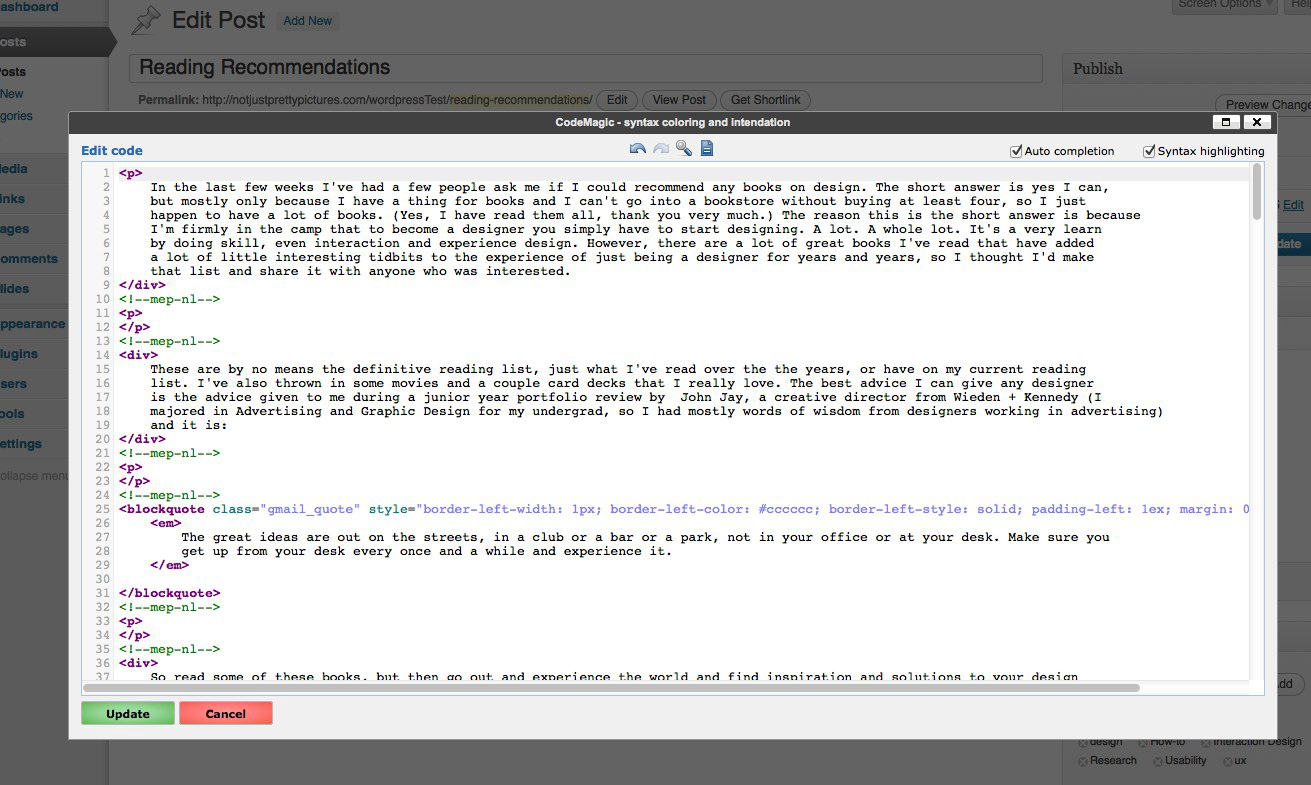 ashboard
Edit Post Add New
Screen Options
Help
osts
osts
New
gories
edia
inks
ages
omments
lides
ppearance
lugins
sers
ools
ettings
ollapse menu
Reading Recommendations
Permalink: http://notjustprettypictures.com/wordpressTest/reading-recommendations/ Edit View Post Get Shortlink
Publish
Preview Change
Edit
date
CodeMagic - syntax coloring and intendation
Edit code
Auto completion
Syntax highlighting
1 <p>
2 In the last few weeks I've had a few people ask me if I could recommend any books on design. The short answer is yes I can,
3 but mostly only because I have a thing for books and I can't go into a bookstore without buying at least four, so I just
4 happen to have a lot of books. (Yes, I have read them all, thank you very much.) The reason this is the short answer is because
5 I'm firmly in the camp that to become a designer you simply have to start designing. A lot. A whole lot. It's a very learn
6 by doing skill, even interaction and experience design. However, there are a lot of great books I've read that have added
7 a lot of little interesting tidbits to the experience of just being a designer for years and years, so I thought I'd make
8 that list and share it with anyone who was interested.
9 </div>
10 <!--mep-nl-->
11 <p>
12 </p>
13 <!--mep-nl-->
14 <div>
15 These are by no means the definitive reading list, just what I've read over the the years, or have on my current reading
16 list. I've also thrown in some movies and a couple card decks that I really love. The best advice I can give any designer
17 is the advice given to me during a junior year portfolio review by  John Jay, a creative director from Wieden + Kennedy (I
18 majored in Advertising and Graphic Design for my undergrad, so I had mostly words of wisdom from designers working in advertising)
19 and it is:
20 </div>
21 <!--mep-nl-->
22 <p>
23 </p>
24 <!--mep-nl-->
25 <blockquote class="gmail_quote" style="border-left-width: 1px; border-left-color: #cccccc; border-left-style: solid; padding-left: 1ex; margin: 0
26 <em>
27 The great ideas are out on the streets, in a club or a bar or a park, not in your office or at your desk. Make sure you
28 get up from your desk every once and a while and experience it.
29 </em>
30
31 </blockquote>
32 <!--mep-nl-->
33 <p>
34 </p>
35 <!--mep-nl-->
36 <div>
37 So read some of these books, but then go out and experience the world and find inspiration and solutions to your design
Update
Cancel
dd
design How-to Interaction Design
Research Usability ux